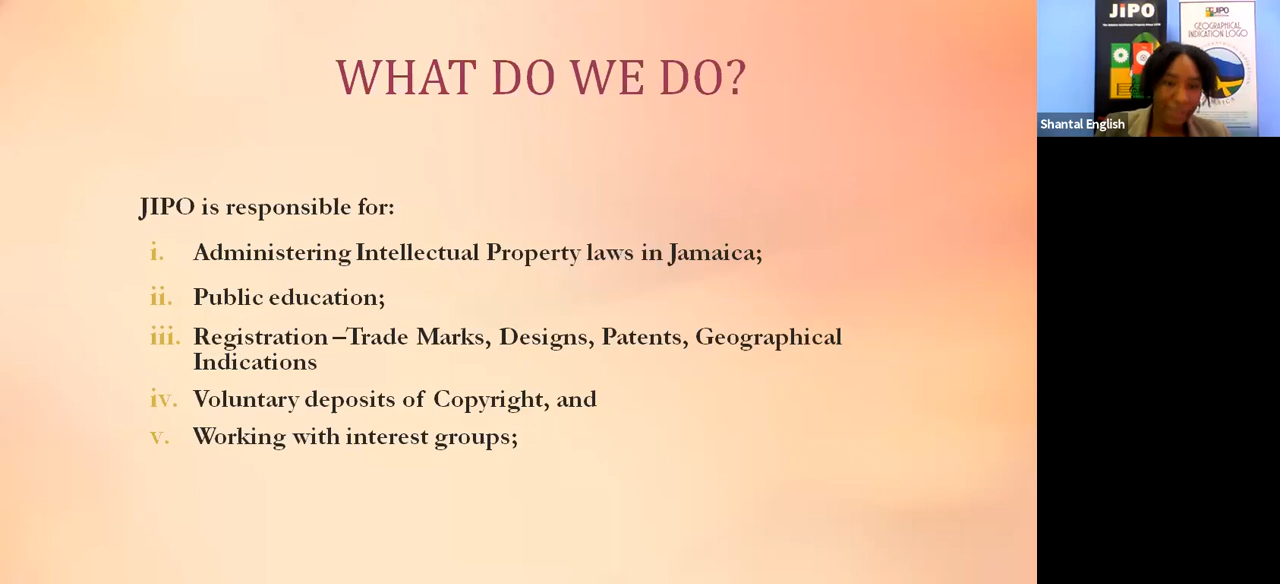 WHAT DO WE DO?
JIPO is responsible for:
i. Administering Intellectual Property laws in Jamaica;
ii. Public education;
iii. Registration –Trade Marks, Designs, Patents, Geographical
Indications
iv. Voluntary deposits of Copyright, and
v. Working with interest groups;
JIPO
JIPO
GEOGRAPHICAL
INDICATION LOGO
Shantal English